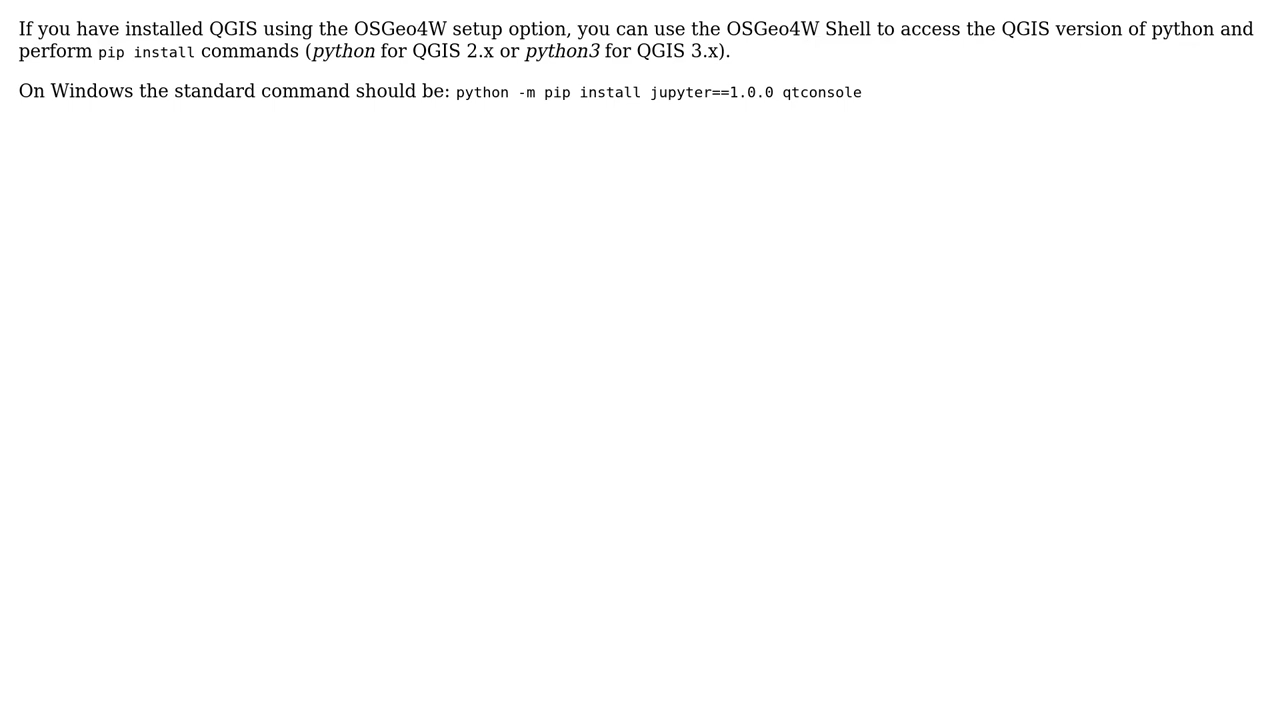 If you have installed QGIS using the OSGeo4W setup option, you can use the OSGeo4W Shell to access the QGIS version of python and
perform pip install commands (python for QGIS 2.x or python3 for QGIS 3.x).
On Windows the standard command should be: python -m pip install jupyter==1.0.0 qtconsole